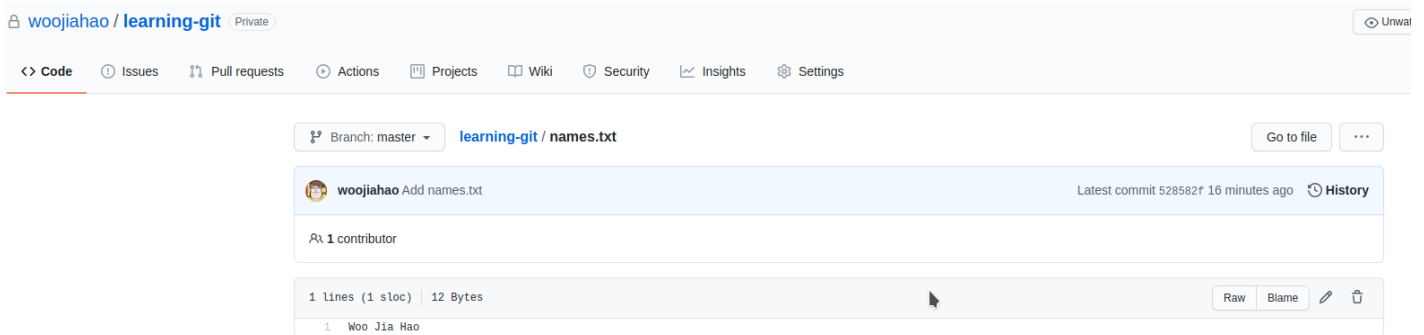 woojiahao / learning-git Private
Unwat
Code Issues Pull requests Actions Projects Wiki Security Insights Settings
Branch: master learning-git / names.txt Go to file ...
woojiahao Add names.txt Latest commit 528582f 16 minutes ago History
1 contributor
1 lines (1 sloc) 12 Bytes Raw Blame
1 Woo Jia Hao